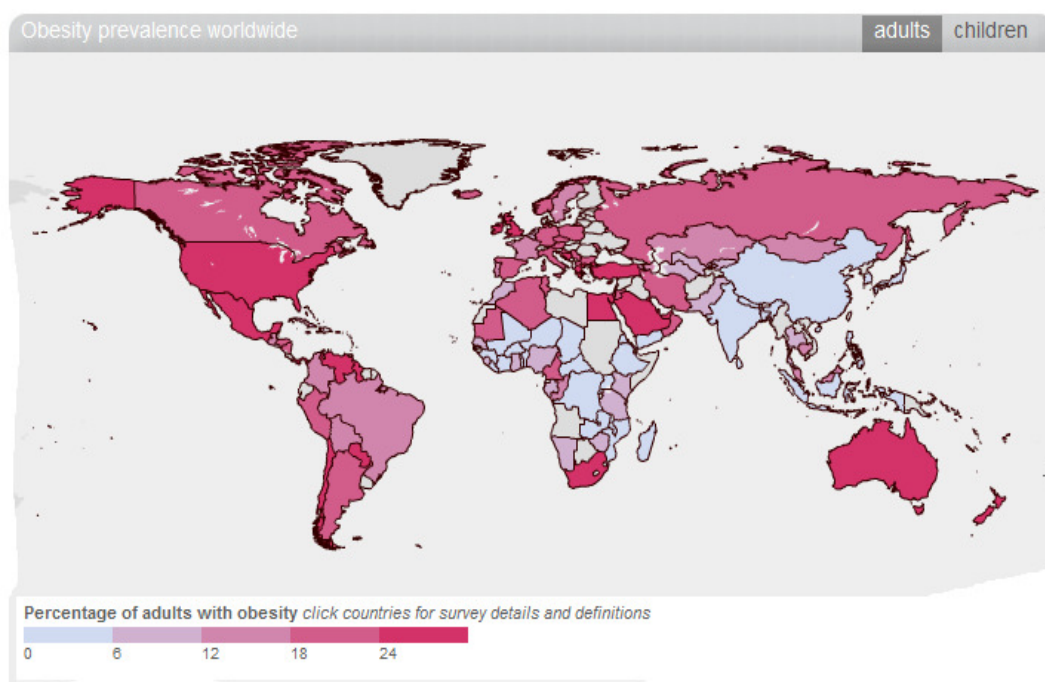 Obesity prevalence worldwide adults children
Percentage of adults with obesity click countries for survey details and definitions
0 6 12 18 24